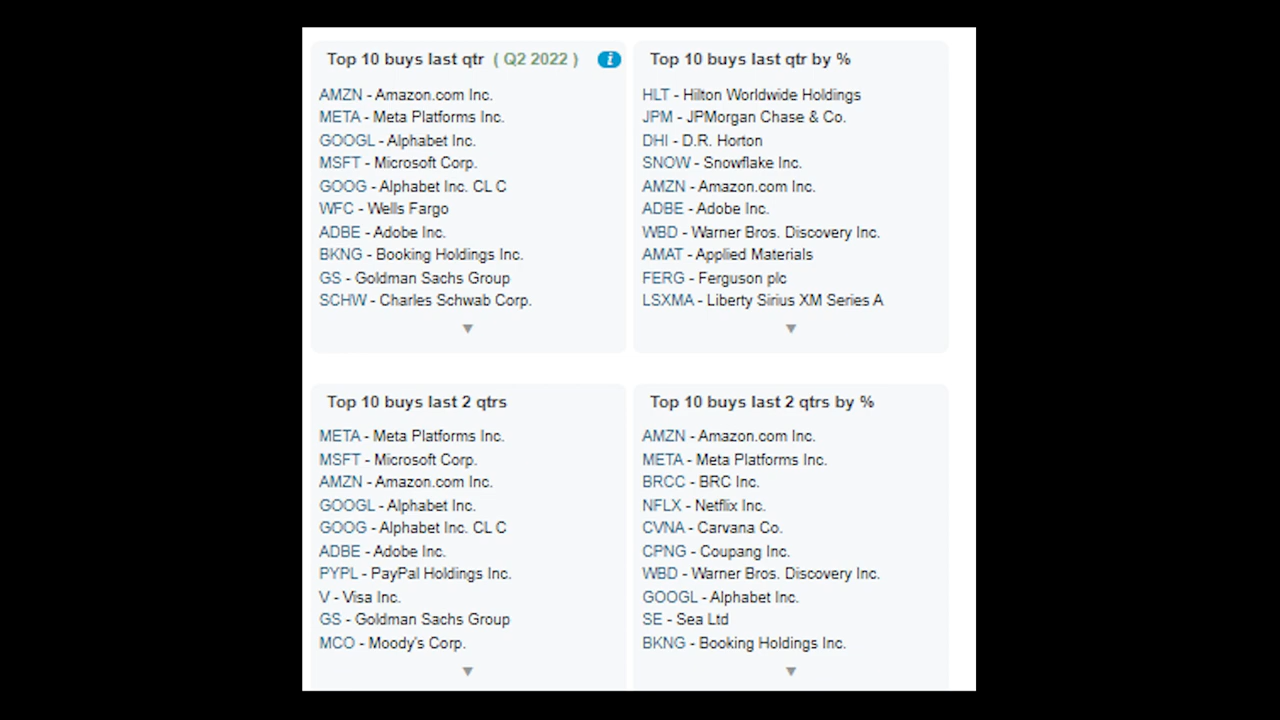 Top 10 buys last qtr ( Q2 2022 ) i
AMZN - Amazon.com Inc.
META - Meta Platforms Inc.
GOOGL - Alphabet Inc.
MSFT - Microsoft Corp.
GOOG - Alphabet Inc. CL C
WFC - Wells Fargo
ADBE - Adobe Inc.
BKNG - Booking Holdings Inc.
GS - Goldman Sachs Group
SCHW - Charles Schwab Corp.
Top 10 buys last qtr by %
HLT - Hilton Worldwide Holdings
JPM - JPMorgan Chase & Co.
DHI - D.R. Horton
SNOW - Snowflake Inc.
AMZN - Amazon.com Inc.
ADBE - Adobe Inc.
WBD - Warner Bros. Discovery Inc.
AMAT - Applied Materials
FERG - Ferguson plc
LSXMA - Liberty Sirius XM Series A
Top 10 buys last 2 qtrs
META - Meta Platforms Inc.
MSFT - Microsoft Corp.
AMZN - Amazon.com Inc.
GOOGL - Alphabet Inc.
GOOG - Alphabet Inc. CL C
ADBE - Adobe Inc.
PYPL - PayPal Holdings Inc.
V - Visa Inc.
GS - Goldman Sachs Group
MCO - Moody's Corp.
Top 10 buys last 2 qtrs by %
AMZN - Amazon.com Inc.
META - Meta Platforms Inc.
BRCC - BRC Inc.
NFLX - Netflix Inc.
CVNA - Carvana Co.
CPNG - Coupang Inc.
WBD - Warner Bros. Discovery Inc.
GOOGL - Alphabet Inc.
SE - Sea Ltd
BKNG - Booking Holdings Inc.